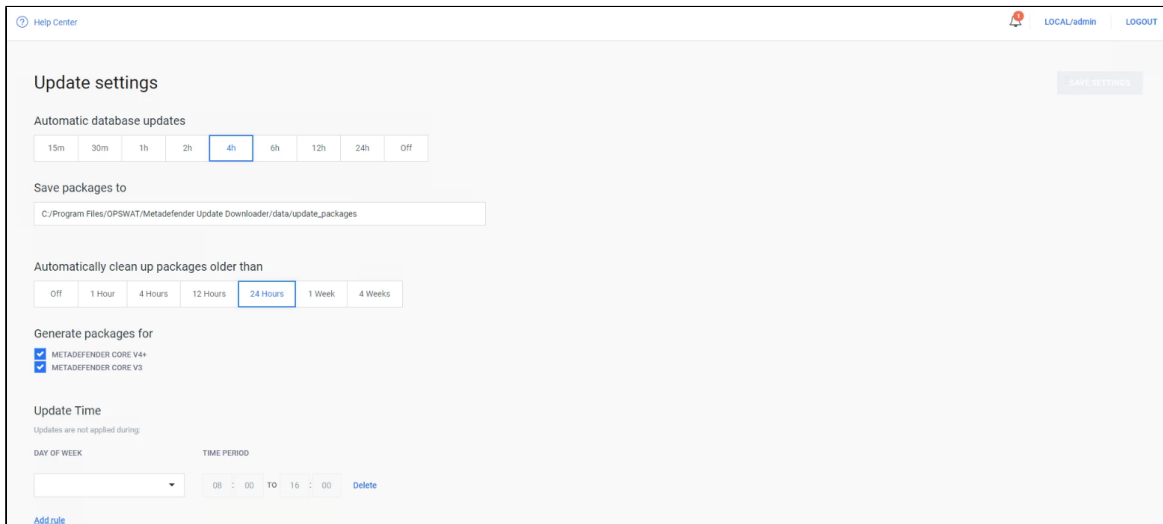 Help Center
1
LOCAL/admin
LOGOUT
Update settings
SAVE SETTINGS
Automatic database updates
15m 30m 1h 2h 4h 6h 12h 24h Off
Save packages to
C:/Program Files/OPSWAT/Metadefender Update Downloader/data/update_packages
Automatically clean up packages older than
Off 1 Hour 4 Hours 12 Hours 24 Hours 1 Week 4 Weeks
Generate packages for
METADEFENDER CORE V4+
METADEFENDER CORE V3
Update Time
Updates are not applied during:
DAY OF WEEK TIME PERIOD
08 : 00 TO 16 : 00 Delete
Add rule